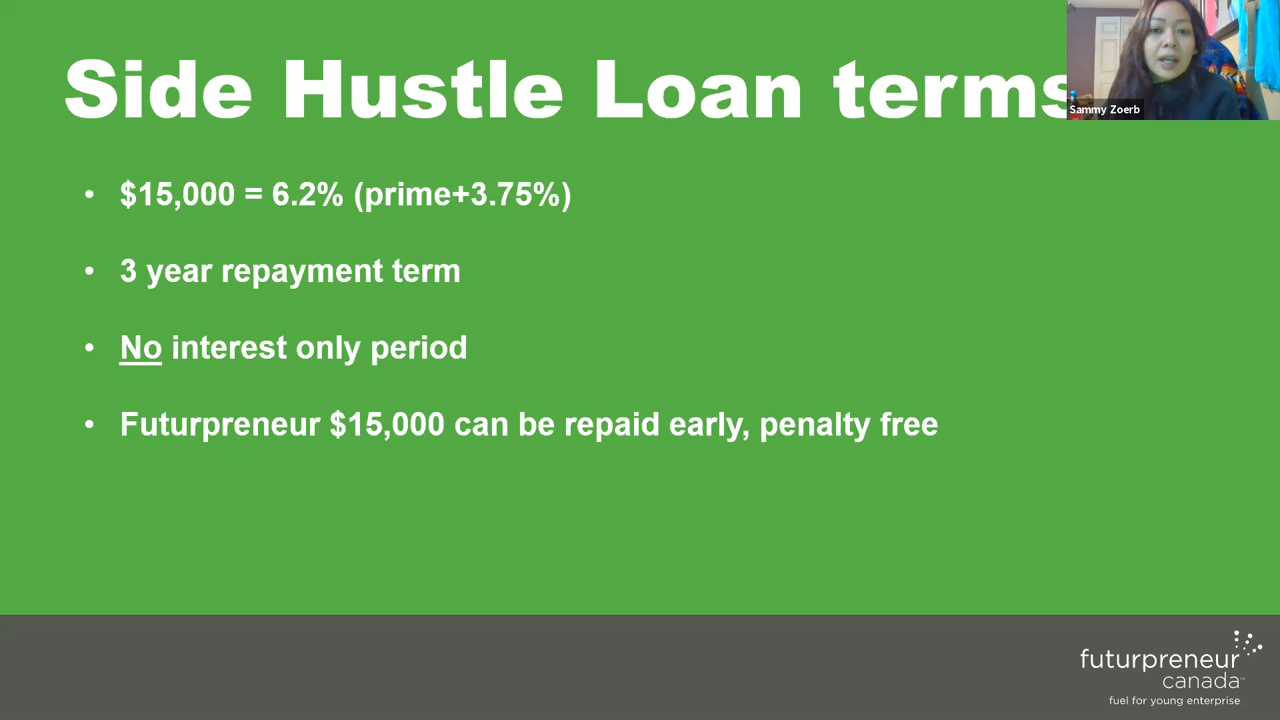 Side Hustle Loan terms
Sammy Zoerb
• $15,000 = 6.2% (prime+3.75%)
• 3 year repayment term
• No interest only period
• Futurpreneur $15,000 can be repaid early, penalty free
futurpreneur
canada™
fuel for young enterprise